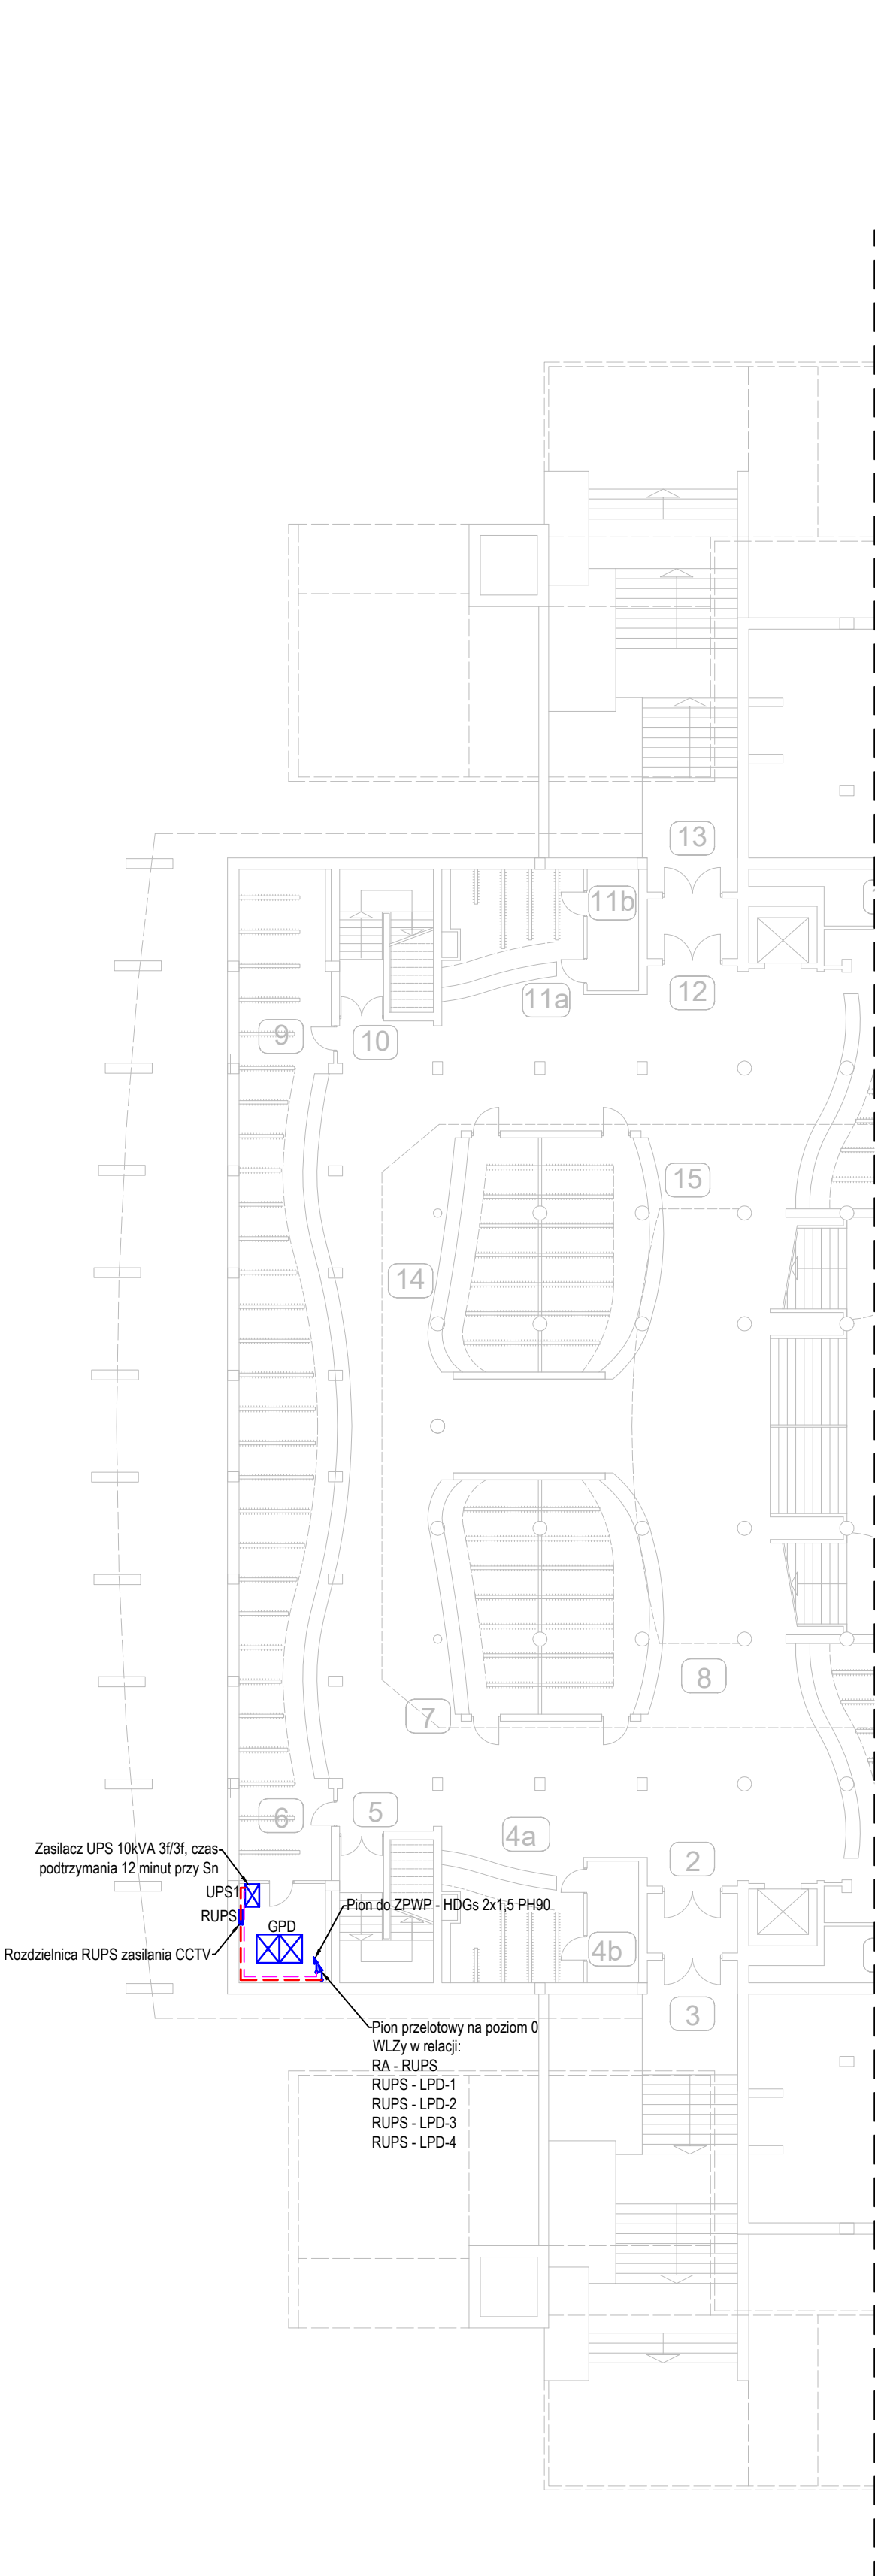 13
11b
12
11a
9
10
15
14
8
7
6
5
4a
2
Zasilacz UPS 10kVA 3f/3f, czas
podtrzymania 12 minut przy Sn
UPS1
RUPS
Pion do ZPWP - HDGs 2x1,5 PH90
GPD
4b
Rozdzielnica RUPS zasilania CCTV
3
Pion przelotowy na poziom 0
WLZy w relacji:
RA - RUPS
RUPS - LPD-1
RUPS - LPD-2
RUPS - LPD-3
RUPS - LPD-4